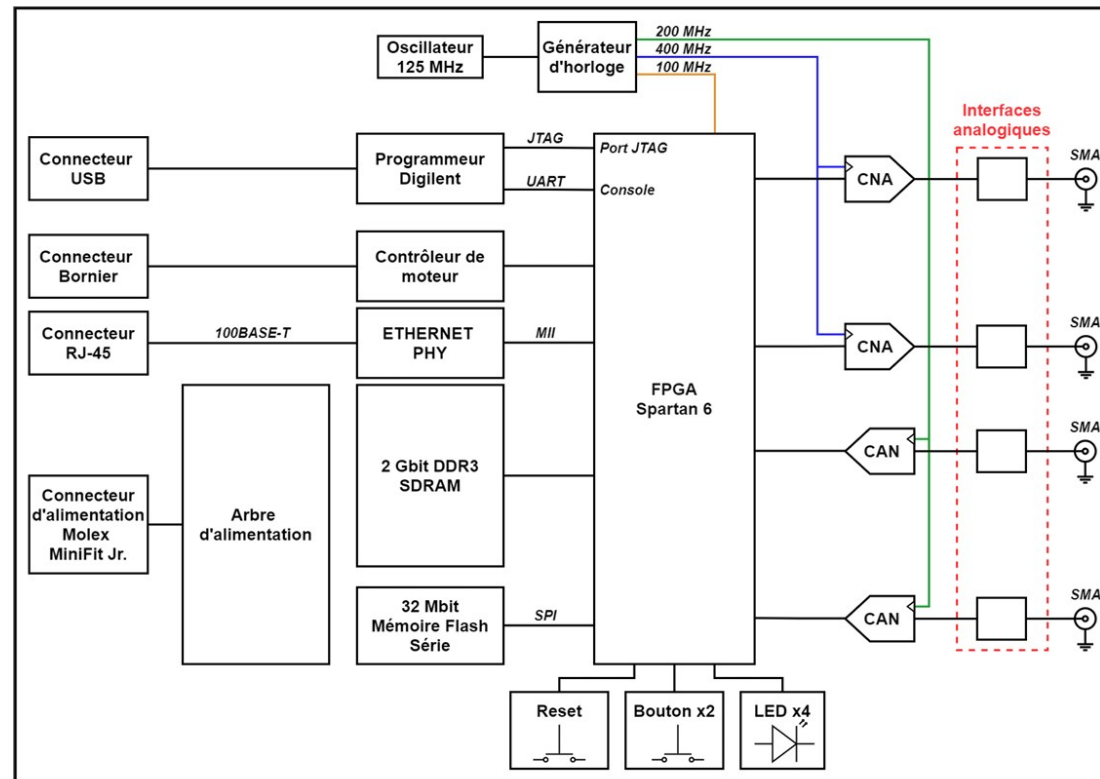 Oscillateur
125 MHz
Générateur
d'horloge
200 MHz
400 MHz
100 MHz
Interfaces
analogiques
Connecteur
USB
Programmeur
Digilent
JTAG
UART
Port JTAG
Console
CNA
SMA
Connecteur
Bornier
Contrôleur de
moteur
Connecteur
RJ-45
100BASE-T
ETHERNET
PHY
MII
FPGA
Spartan 6
CNA
SMA
CAN
SMA
2 Gbit DDR3
SDRAM
Connecteur
d'alimentation
Molex
MiniFit Jr.
Arbre
d'alimentation
32 Mbit
Mémoire Flash
Série
SPI
CAN
SMA
Reset
Bouton x2
LED x4